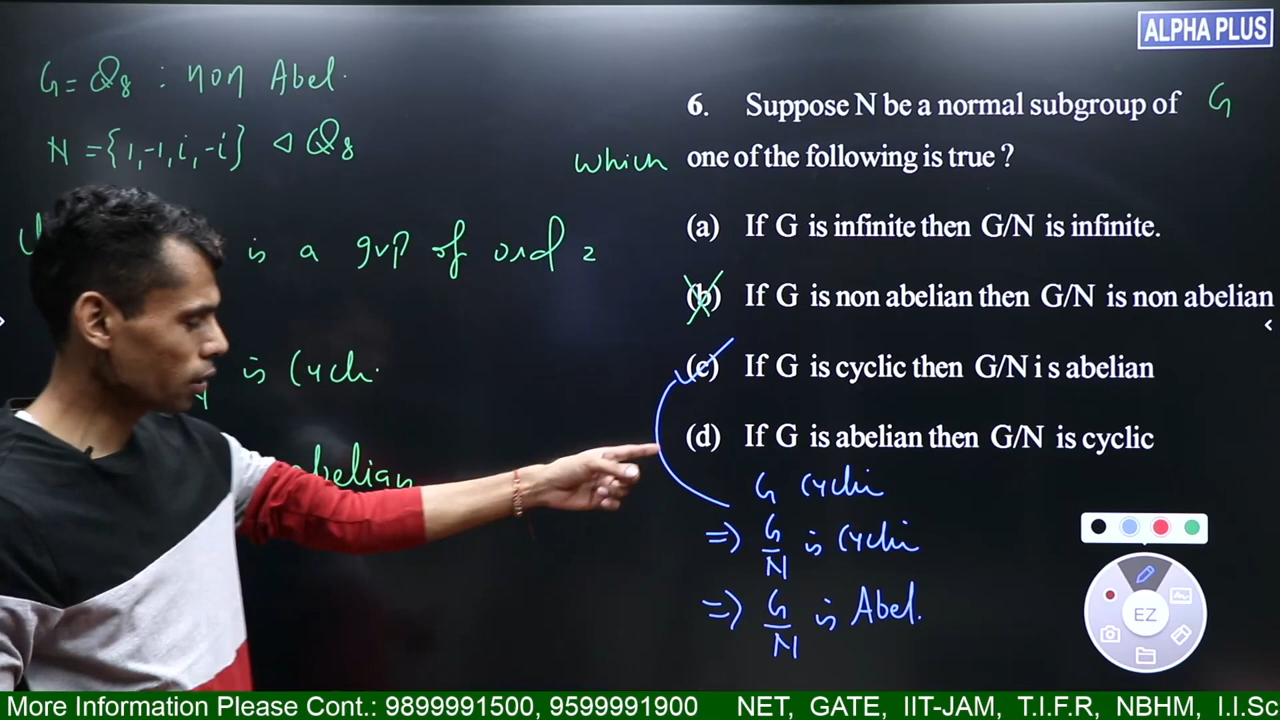 ALPHA PLUS
G = Q8 : non Abel.
N = {1, -1, i, -i} ⊲ Q8
is a grp of ord 2
is Cycli.
abelian
6. Suppose N be a normal subgroup of G
which one of the following is true ?
(a) If G is infinite then G/N is infinite.
(b) If G is non abelian then G/N is non abelian
(c) If G is cyclic then G/N i s abelian
(d) If G is abelian then G/N is cyclic
G cyclic
=> G/N is Cyclic
=> G/N is Abel.
EZ
More Information Please Cont.: 9899991500, 9599991900 NET, GATE, IIT-JAM, T.I.F.R, NBHM, I.I.Sc